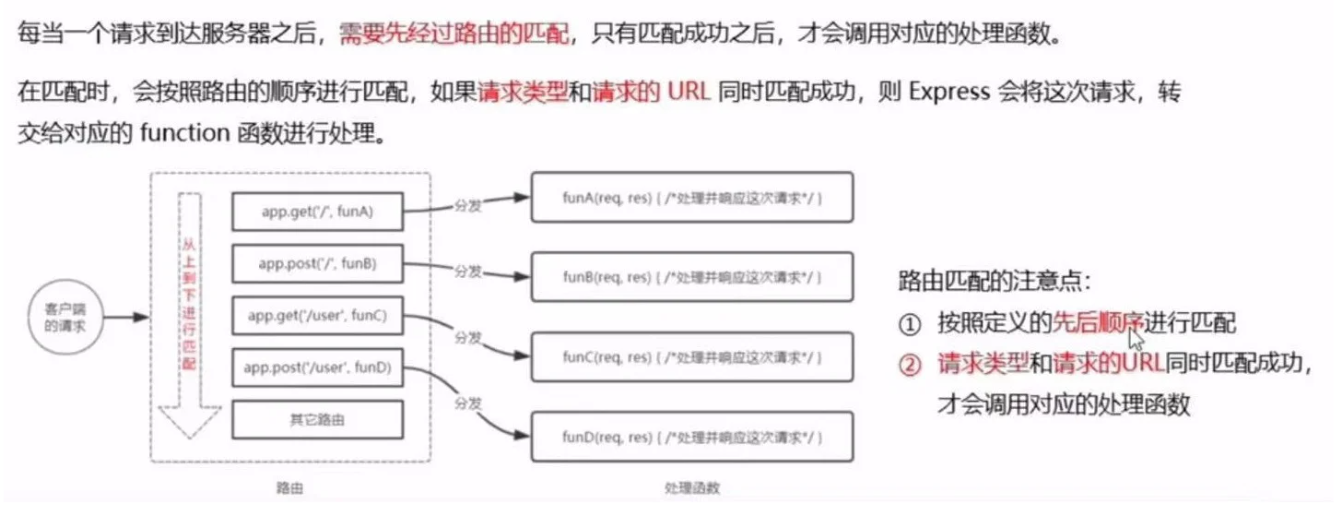 每当一个请求到达服务器之后，需要先经过路由的匹配，只有匹配成功之后，才会调用对应的处理函数。
在匹配时，会按照路由的顺序进行匹配，如果请求类型和请求的 URL 同时匹配成功，则 Express 会将这次请求，转
交给对应的 function 函数进行处理。
客户端
的请求
从上到下进行匹配
app.get('/', funA)
app.post('/', funB)
app.get('/user', funC)
app.post('/user', funD)
其它路由
路由
分发
分发
分发
分发
funA(req, res) { /*处理并响应这次请求*/ }
funB(req, res) { /*处理并响应这次请求*/ }
funC(req, res) { /*处理并响应这次请求*/ }
funD(req, res) { /*处理并响应这次请求*/ }
处理函数
路由匹配的注意点：
① 按照定义的先后顺序进行匹配
② 请求类型和请求的URL同时匹配成功，
才会调用对应的处理函数